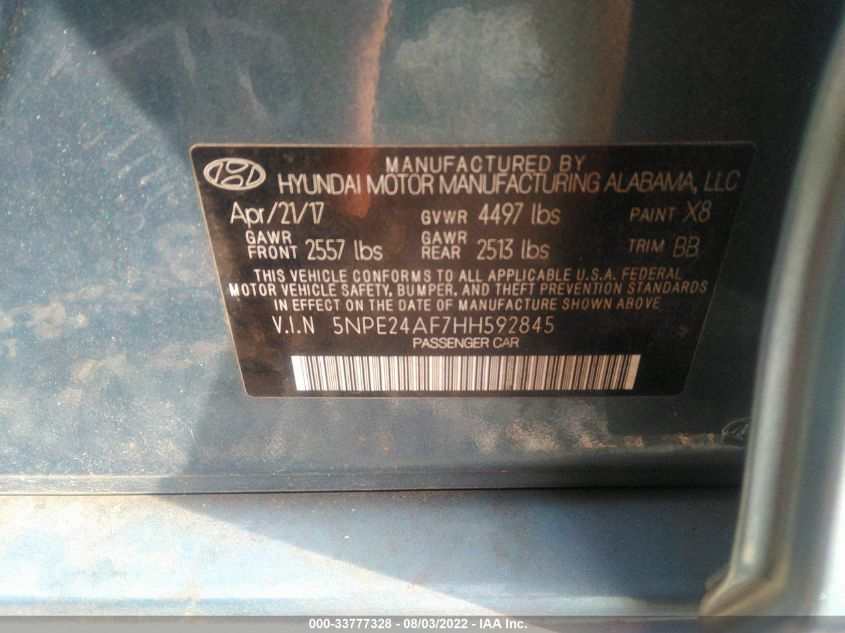 MANUFACTURED BY
HYUNDAI MOTOR MANUFACTURING ALABAMA, LLC
Apr/21/17 GVWR 4497 lbs PAINT X8
GAWR FRONT 2557 lbs GAWR REAR 2513 lbs TRIM BB
THIS VEHICLE CONFORMS TO ALL APPLICABLE U.S.A. FEDERAL
MOTOR VEHICLE SAFETY, BUMPER, AND THEFT PREVENTION STANDARDS
IN EFFECT ON THE DATE OF MANUFACTURE SHOWN ABOVE.
V.I.N 5NPE24AF7HH592845
PASSENGER CAR
000-33777328 - 08/03/2022 - IAA Inc.